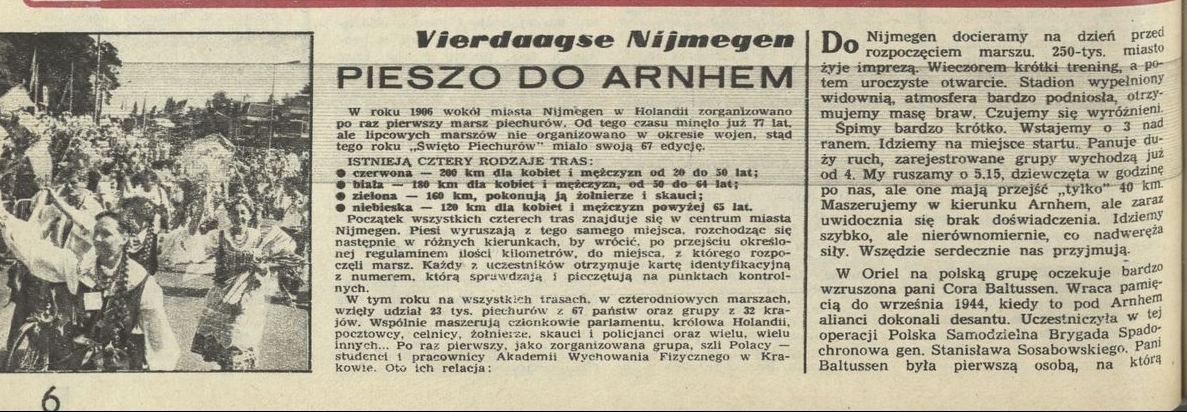 Vierdaagse Nijmegen
PIESZO DO ARNHEM
W roku 1906 wokół miasta Nijmegen w Holandii zorganizowano
po raz pierwszy marsz piechurów. Od tego czasu minęło już 77 lat,
ale lipcowych marszów nie organizowano w okresie wojen, stąd
tego roku „Święto Piechurów” miało swoją 67 edycję.
ISTNIEJĄ CZTERY RODZAJE TRAS:
● czerwona — 200 km dla kobiet i mężczyzn od 20 do 50 lat;
● biała — 180 km dla kobiet i mężczyzn, od 50 do 64 lat;
● zielona — 160 km, pokonują ją żołnierze i skauci;
● niebieska — 120 km dla kobiet i mężczyzn powyżej 65 lat.
Początek wszystkich czterech tras znajduje się w centrum miasta
Nijmegen. Piesi wyruszają z tego samego miejsca, rozchodząc się
następnie w różnych kierunkach, by wrócić, po przejściu określo-
nej regulaminem ilości kilometrów, do miejsca, z którego rozpo-
częli marsz. Każdy z uczestników otrzymuje kartę identyfikacyjną
z numerem, którą sprawdzają i pieczętują na punktach kontrol-
nych.
W tym roku na wszystkich trasach, w czterodniowych marszach,
wzięły udział 23 tys. piechurów z 67 państw oraz grupy z 32 kra-
jów. Wspólnie maszerują członkowie parlamentu, królowa Holandii,
pocztowcy, celnicy, żołnierze, skauci i policjanci oraz wielu, wielu
innych... Po raz pierwszy, jako zorganizowana grupa, szli Polacy —
studenci i pracownicy Akademii Wychowania Fizycznego w Kra-
kowie. Oto ich relacja:
Do Nijmegen docieramy na dzień przed
rozpoczęciem marszu. 250-tys. miasto
żyje imprezą. Wieczorem krótki trening, a po-
tem uroczyste otwarcie. Stadion wypełniony
widownią, atmosfera bardzo podniosła, otrzy-
mujemy masę braw. Czujemy się wyróżnieni.
Śpimy bardzo krótko. Wstajemy o 3 nad
ranem. Idziemy na miejsce startu. Panuje du-
ży ruch, zarejestrowane grupy wychodzą już
od 4. My ruszamy o 5.15, dziewczęta w godzinę
po nas, ale one mają przejść „tylko” 40 km.
Maszerujemy w kierunku Arnhem, ale zaraz
uwidocznia się brak doświadczenia. Idziemy
szybko, ale nierównomiernie, co nadweręża
siły. Wszędzie serdecznie nas przyjmują.
W Oriel na polską grupę oczekuje bardzo
wzruszona pani Cora Baltussen. Wraca pamię-
cią do września 1944, kiedy to pod Arnhem
alianci dokonali desantu. Uczestniczyła w tej
operacji Polska Samodzielna Brygada Spado-
chronowa gen. Stanisława Sosabowskiego. Pani
Baltussen była pierwszą osobą, na którą
6